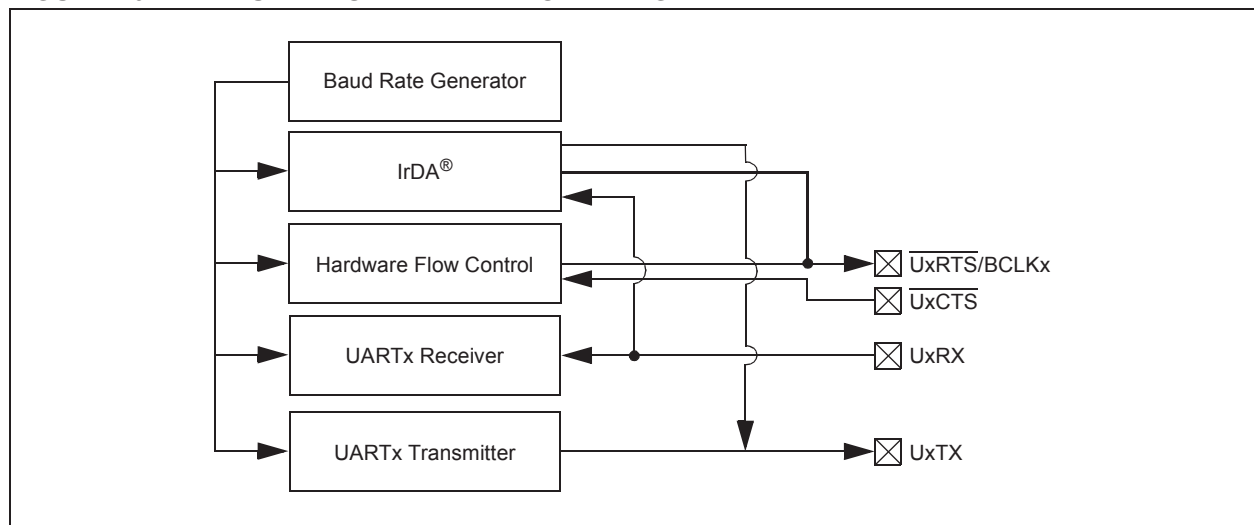 Baud Rate Generator
IrDA®
Hardware Flow Control
UxRTS/BCLKx
UxCTS
UARTx Receiver
UxRX
UARTx Transmitter
UxTX